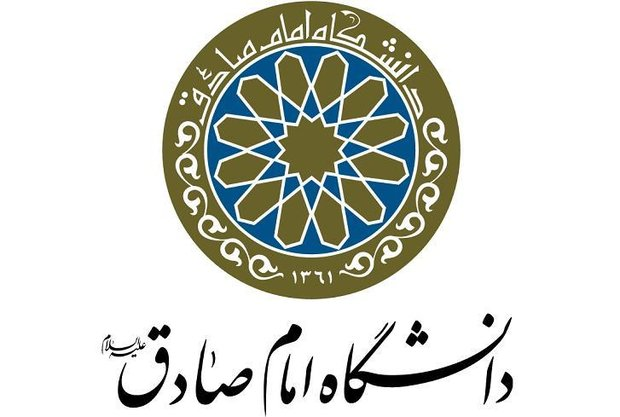 دانشگاه امام صادق
۱۳۶۱
دانشگاه امام صادق علیه‌السلام